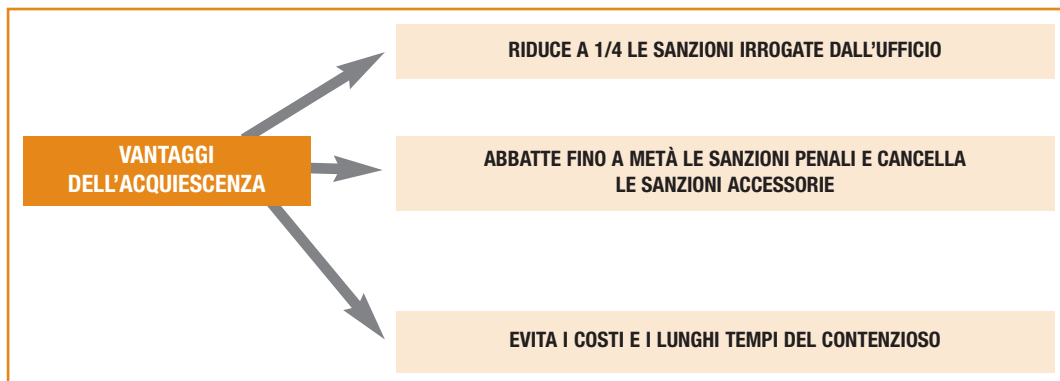 RIDUCE A 1/4 LE SANZIONI IRROGATE DALL'UFFICIO
VANTAGGI
DELL'ACQUIESCENZA
ABBATTE FINO A METÀ LE SANZIONI PENALI E CANCELLA
LE SANZIONI ACCESSORIE
EVITA I COSTI E I LUNGHI TEMPI DEL CONTENZIOSO